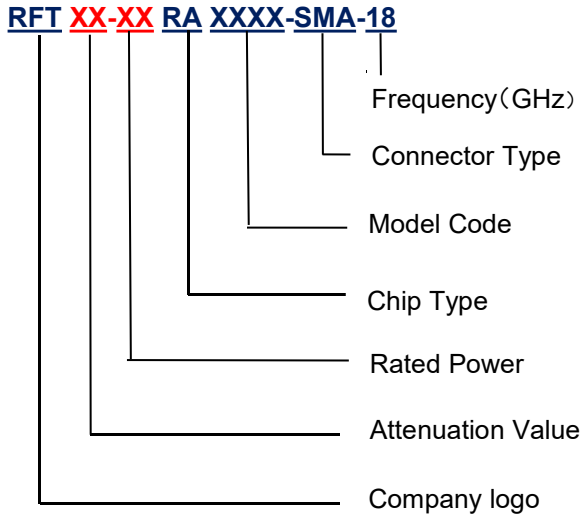 RFT XX-XX RA XXXX-SMA-18
Frequency（GHz）
Connector Type
Model Code
Chip Type
Rated Power
Attenuation Value
Company logo